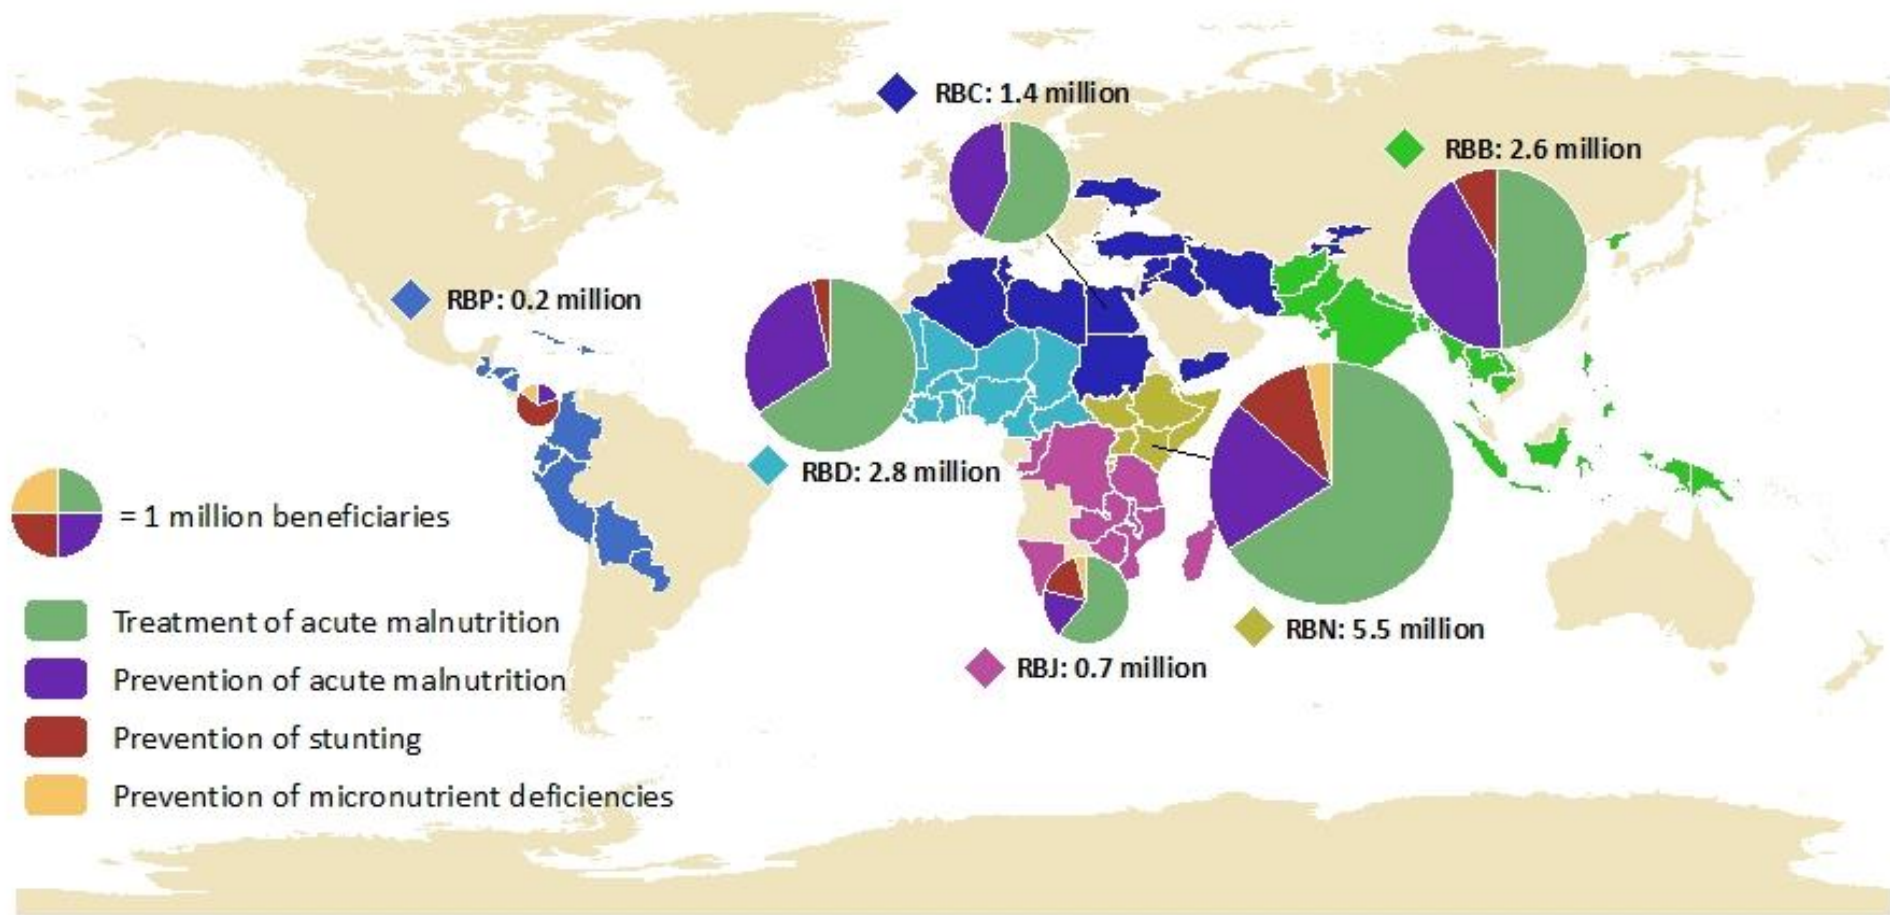 RBC: 1.4 million
RBB: 2.6 million
RBP: 0.2 million
RBD: 2.8 million
= 1 million beneficiaries
Treatment of acute malnutrition
RBN: 5.5 million
RBJ: 0.7 million
Prevention of acute malnutrition
Prevention of stunting
Prevention of micronutrient deficiencies